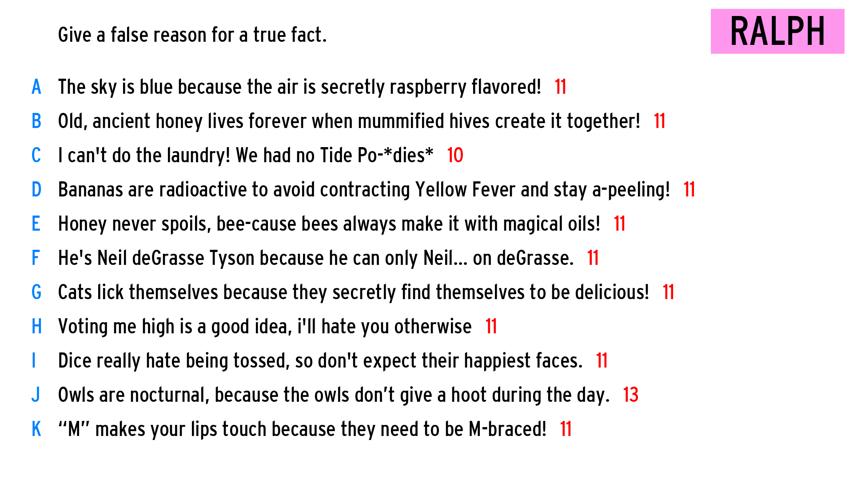 Give a false reason for a true fact.
RALPH
A The sky is blue because the air is secretly raspberry flavored! 11
B Old, ancient honey lives forever when mummified hives create it together! 11
C I can't do the laundry! We had no Tide Po-*dies* 10
D Bananas are radioactive to avoid contracting Yellow Fever and stay a-peeling! 11
E Honey never spoils, bee-cause bees always make it with magical oils! 11
F He's Neil deGrasse Tyson because he can only Neil... on deGrasse. 11
G Cats lick themselves because they secretly find themselves to be delicious! 11
H Voting me high is a good idea, i'll hate you otherwise 11
I Dice really hate being tossed, so don't expect their happiest faces. 11
J Owls are nocturnal, because the owls don’t give a hoot during the day. 13
K “M” makes your lips touch because they need to be M-braced! 11